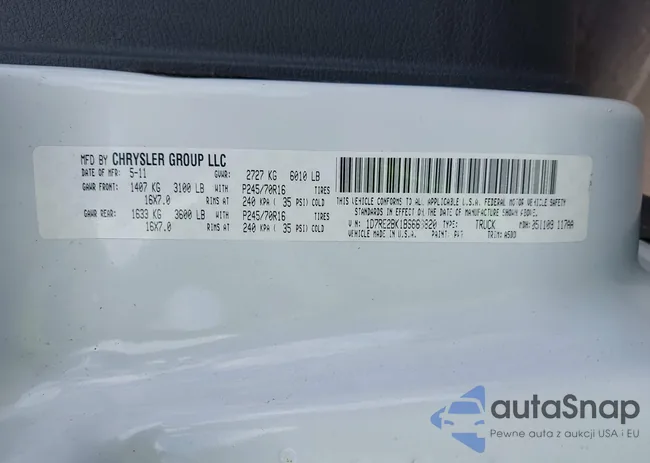 MFD BY CHRYSLER GROUP LLC
DATE OF MFR: 5-11 GVWR: 2727 KG 6010 LB
GAWR FRONT: 1407 KG 3100 LB WITH P245/70R16 TIRES
16X7.0 RIMS AT 240 KPA ( 35 PSI) COLD
GAWR REAR: 1633 KG 3600 LB WITH P245/70R16 TIRES
16X7.0 RIMS AT 240 KPA ( 35 PSI) COLD
THIS VEHICLE CONFORMS TO ALL APPLICABLE U.S.A. FEDERAL MOTOR VEHICLE SAFETY
STANDARDS IN EFFECT ON THE DATE OF MANUFACTURE SHOWN ABOVE.
TYPE: TRUCK MDH:
VEHICLE MADE IN U.S.A. PAINT: TRIM:
autaSnap
Pewne auta z aukcji USA i EU